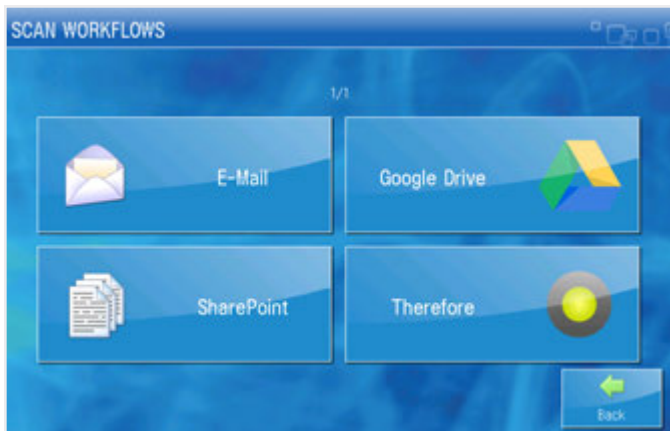 SCAN WORKFLOWS
1/1
E-Mail
Google Drive
SharePoint
Therefore
Back